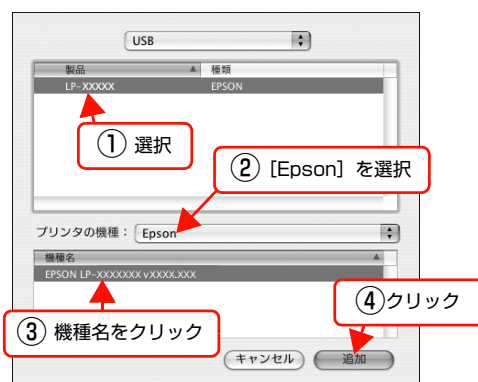 USB
製品 種類
LP-XXXXX EPSON
① 選択
② [Epson] を選択
プリンタの機種： Epson
機種名
EPSON LP-XXXXXXX vXXXX.XXX
④クリック
③ 機種名をクリック
キャンセル 追加